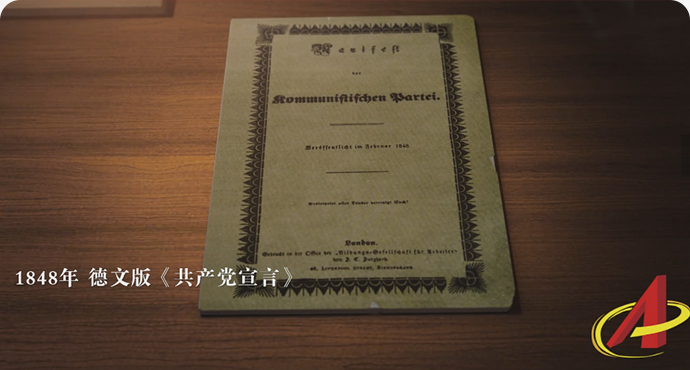 Manifest
der
Kommunistischen Partei.
Veröffentlicht im Februar 1848
Proletarier aller Länder vereinigt Euch!
London.
Gedruckt in der Office der „Bildungs-Gesellschaft für Arbeiter"
von J. E. Burghard.
46, Liverpool Street, Bishopsgate.
1848年 德文版《共产党宣言》